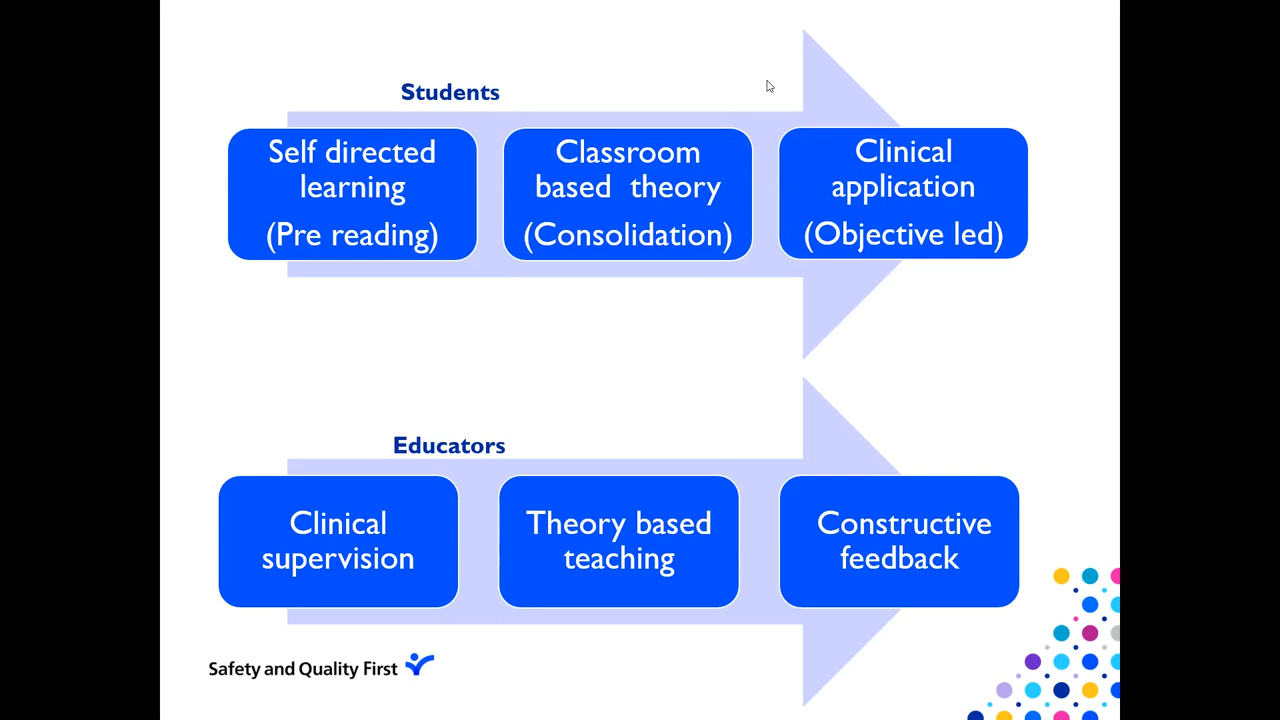 Students
Self directed
learning
(Pre reading)
Classroom
based theory
(Consolidation)
Clinical
application
(Objective led)
Educators
Clinical
supervision
Theory based
teaching
Constructive
feedback
Safety and Quality First